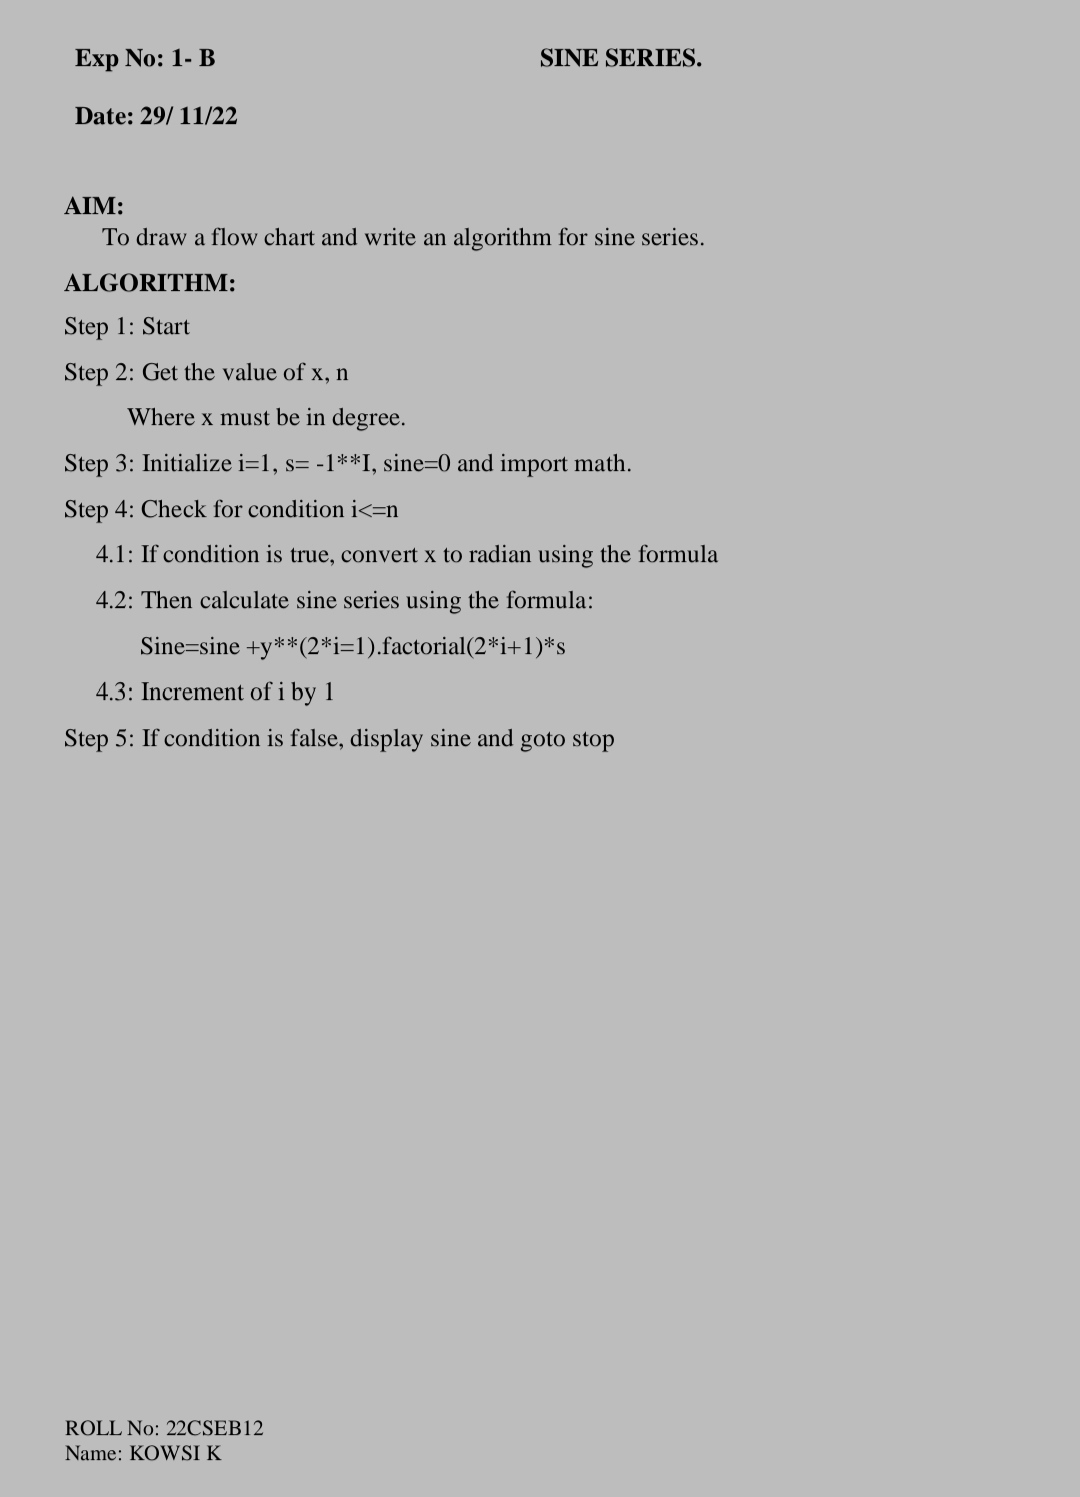 Exp No: 1- B SINE SERIES.
Date: 29/ 11/22
AIM:
To draw a flow chart and write an algorithm for sine series.
ALGORITHM:
Step 1: Start
Step 2: Get the value of x, n
Where x must be in degree.
Step 3: Initialize i=1, s= -1**I, sine=0 and import math.
Step 4: Check for condition i<=n
4.1: If condition is true, convert x to radian using the formula
4.2: Then calculate sine series using the formula:
Sine=sine +y**(2*i=1).factorial(2*i+1)*s
4.3: Increment of i by 1
Step 5: If condition is false, display sine and goto stop
ROLL No: 22CSEB12
Name: KOWSI K